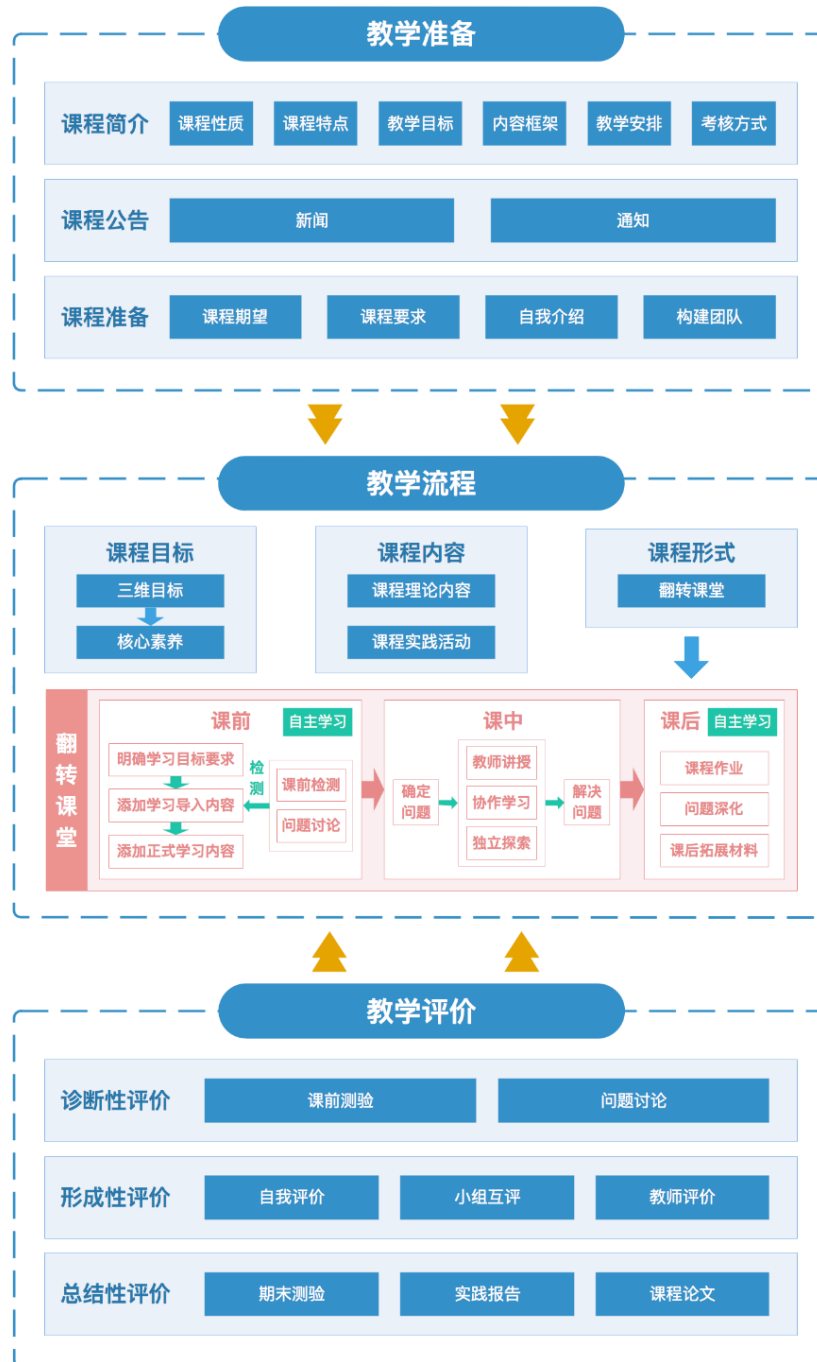 教学准备
课程简介 课程性质 课程特点 教学目标 内容框架 教学安排 考核方式
课程公告 新闻 通知
课程准备 课程期望 课程要求 自我介绍 构建团队
教学流程
课程目标
三维目标
核心素养
课程内容
课程理论内容
课程实践活动
课程形式
翻转课堂
翻转课堂
课前 自主学习
明确学习目标要求
添加学习导入内容
添加正式学习内容
检测
课前检测
问题讨论
课中
确定
问题
教师讲授
协作学习
独立探索
解决
问题
课后 自主学习
课程作业
问题深化
课后拓展材料
教学评价
诊断性评价 课前测验 问题讨论
形成性评价 自我评价 小组互评 教师评价
总结性评价 期末测验 实践报告 课程论文